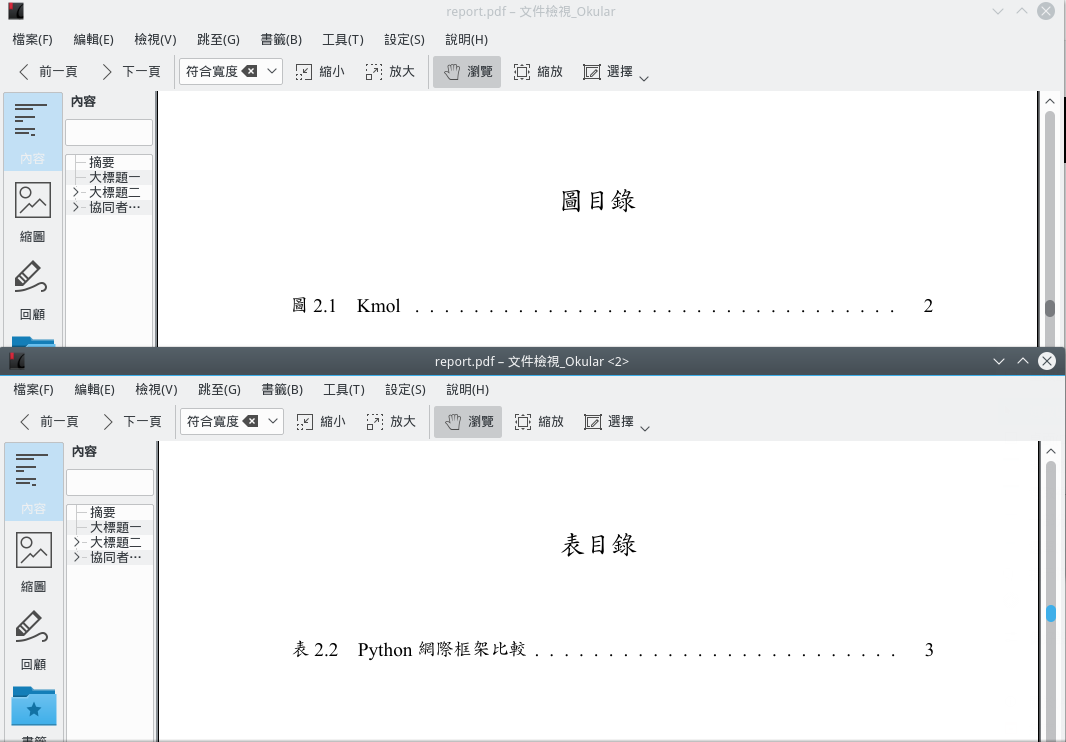 report.pdf – 文件檢視_Okular
檔案(F) 編輯(E) 檢視(V) 跳至(G) 書籤(B) 工具(T) 設定(S) 說明(H)
前一頁 下一頁 符合寬度 縮小 放大 瀏覽 縮放 選擇
內容
內容
縮圖
回顧
摘要
大標題一
大標題二
協同者…
圖目錄
圖 2.1 Kmol . . . . . . . . . . . . . . . . . . . . . . . . . . . . . . . . . 2
report.pdf – 文件檢視_Okular <2>
檔案(F) 編輯(E) 檢視(V) 跳至(G) 書籤(B) 工具(T) 設定(S) 說明(H)
前一頁 下一頁 符合寬度 縮小 放大 瀏覽 縮放 選擇
內容
內容
縮圖
回顧
書籤
摘要
大標題一
大標題二
協同者…
表目錄
表 2.2 Python 網際框架比較 . . . . . . . . . . . . . . . . . . . . . . . . . 3